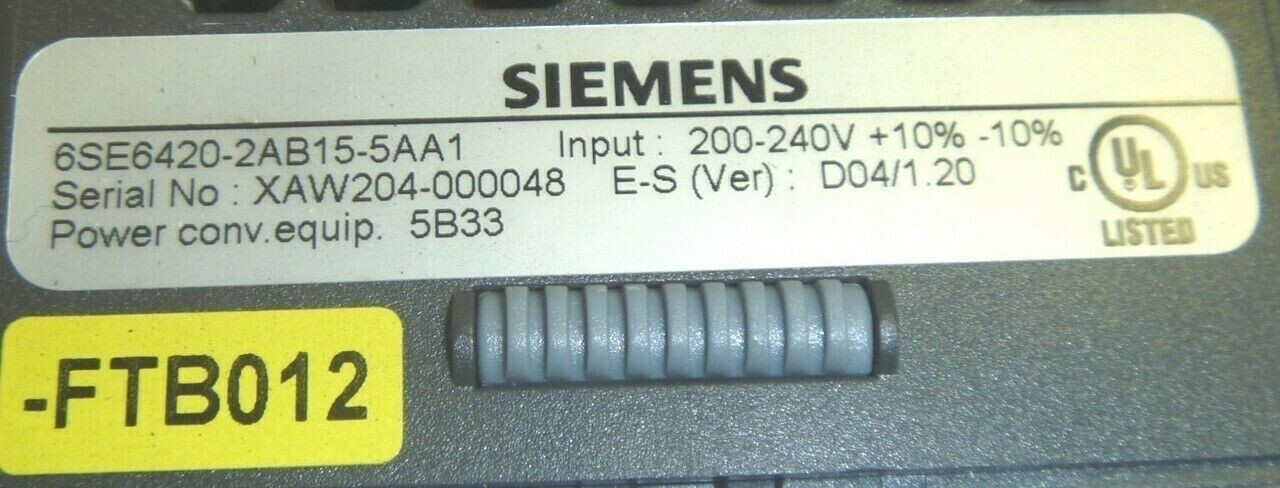 SIEMENS
6SE6420-2AB15-5AA1 Input : 200-240V +10% -10%
Serial No : XAW204-000048 E-S (Ver) : D04/1.20
Power conv.equip. 5B33
C UL US
LISTED
-FTB012